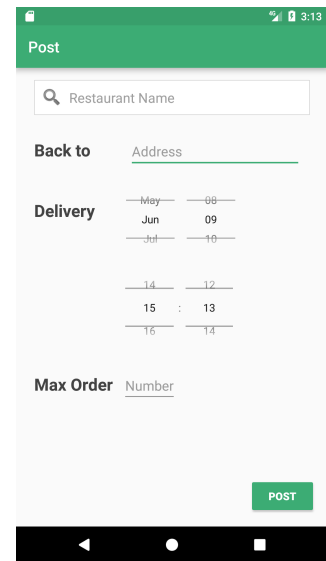 4G 3:13
Post
Restaurant Name
Back to Address
May 08
Delivery Jun 09
Jul 10
14 12
15 : 13
16 14
Max Order Number
POST